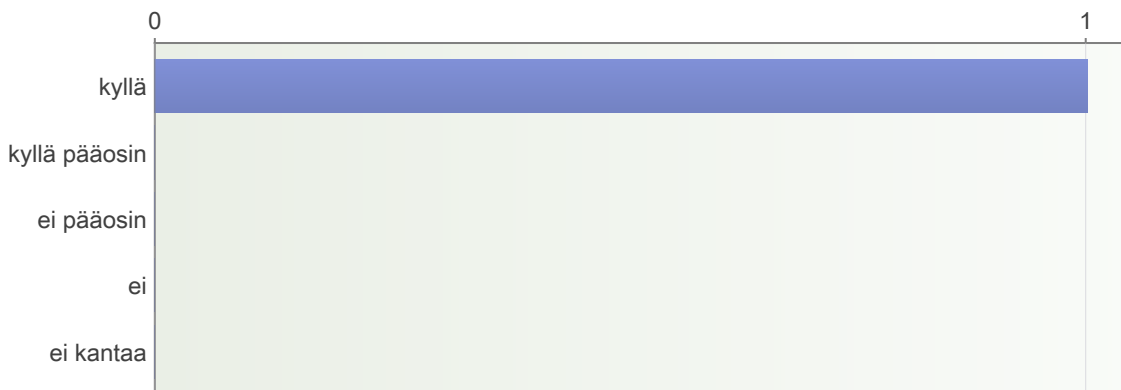 0 1
kyllä
kyllä pääosin
ei pääosin
ei
ei kantaa